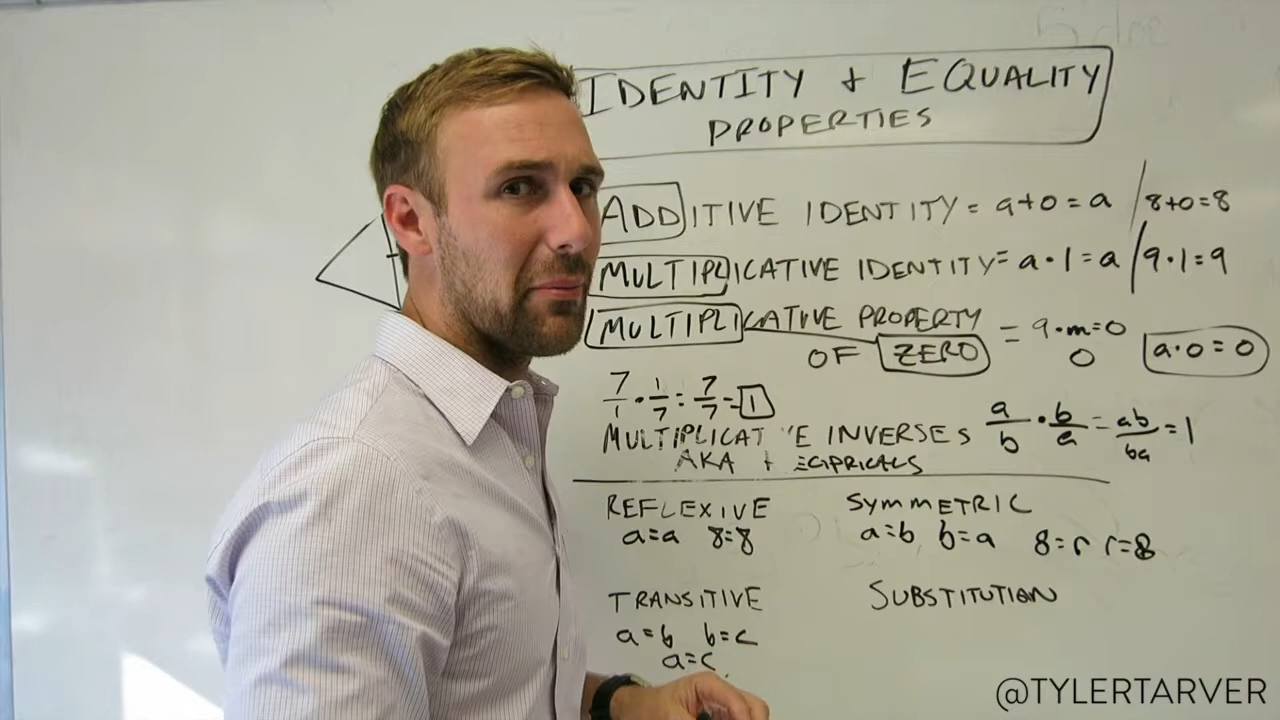 IDENTITY + EQUALITY
PROPERTIES
ADDITIVE IDENTITY = a+0=a / 8+0=8
MULTIPLICATIVE IDENTITY = a·1=a / 9·1=9
MULTIPLICATIVE PROPERTY
OF ZERO = 9·m=0
0
a·0=0
7/1 · 1/7 = 7/7 = 1
MULTIPLICAT E INVERSES a/b · b/a = ab/ba = 1
AKA ECIPRICALS
REFLEXIVE
a=a 8=8
SYMMETRIC
a=b b=a 8=r r=8
TRANSITIVE
a=b b=c
a=c
SUBSTITUTION
@TYLERTARVER